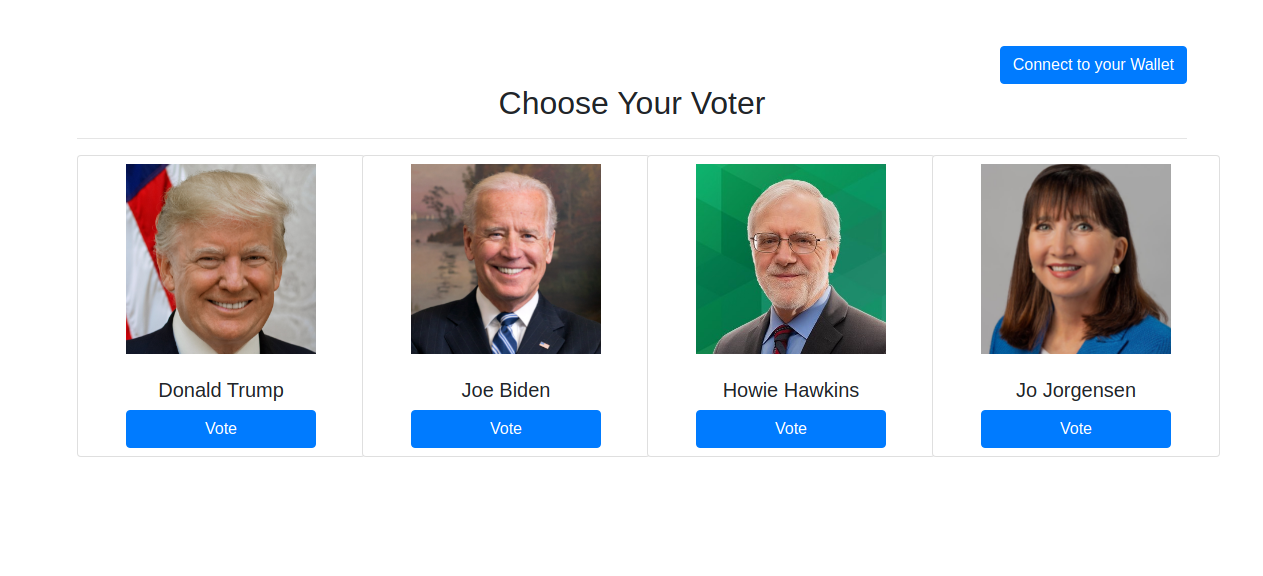 Connect to your Wallet
Choose Your Voter
Donald Trump
Joe Biden
Howie Hawkins
Jo Jorgensen
Vote
Vote
Vote
Vote